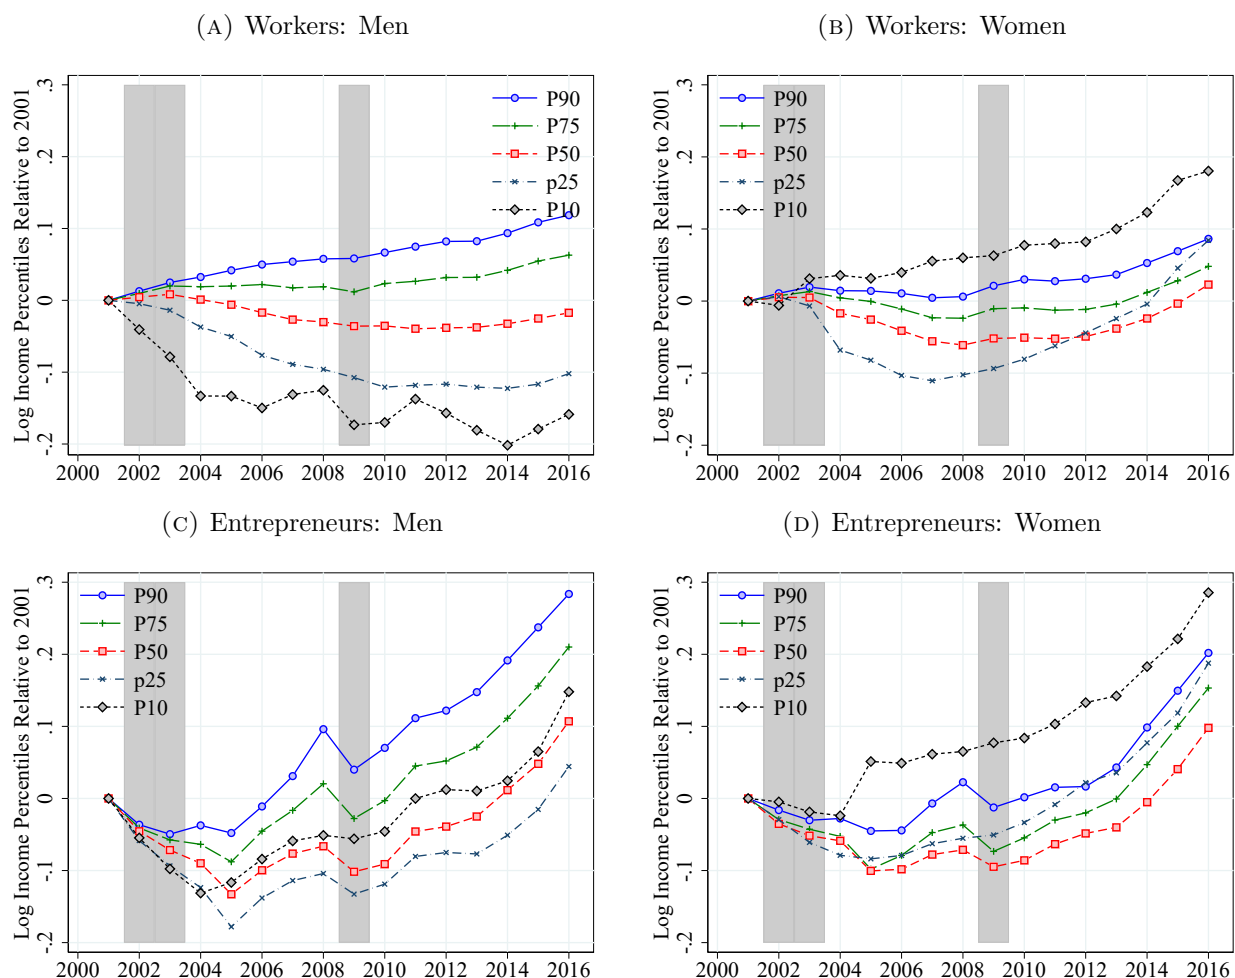 (A) Workers: Men
Log Income Percentiles Relative to 2001
.3
.2
.1
0
-.1
-.2
P90
P75
P50
p25
P10
2000 2002 2004 2006 2008 2010 2012 2014 2016
(B) Workers: Women
Log Income Percentiles Relative to 2001
.3
.2
.1
0
-.1
-.2
P90
P75
P50
p25
P10
2000 2002 2004 2006 2008 2010 2012 2014 2016
(C) Entrepreneurs: Men
Log Income Percentiles Relative to 2001
.3
.2
.1
0
-.1
-.2
P90
P75
P50
p25
P10
2000 2002 2004 2006 2008 2010 2012 2014 2016
(D) Entrepreneurs: Women
Log Income Percentiles Relative to 2001
.3
.2
.1
0
-.1
-.2
P90
P75
P50
p25
P10
2000 2002 2004 2006 2008 2010 2012 2014 2016